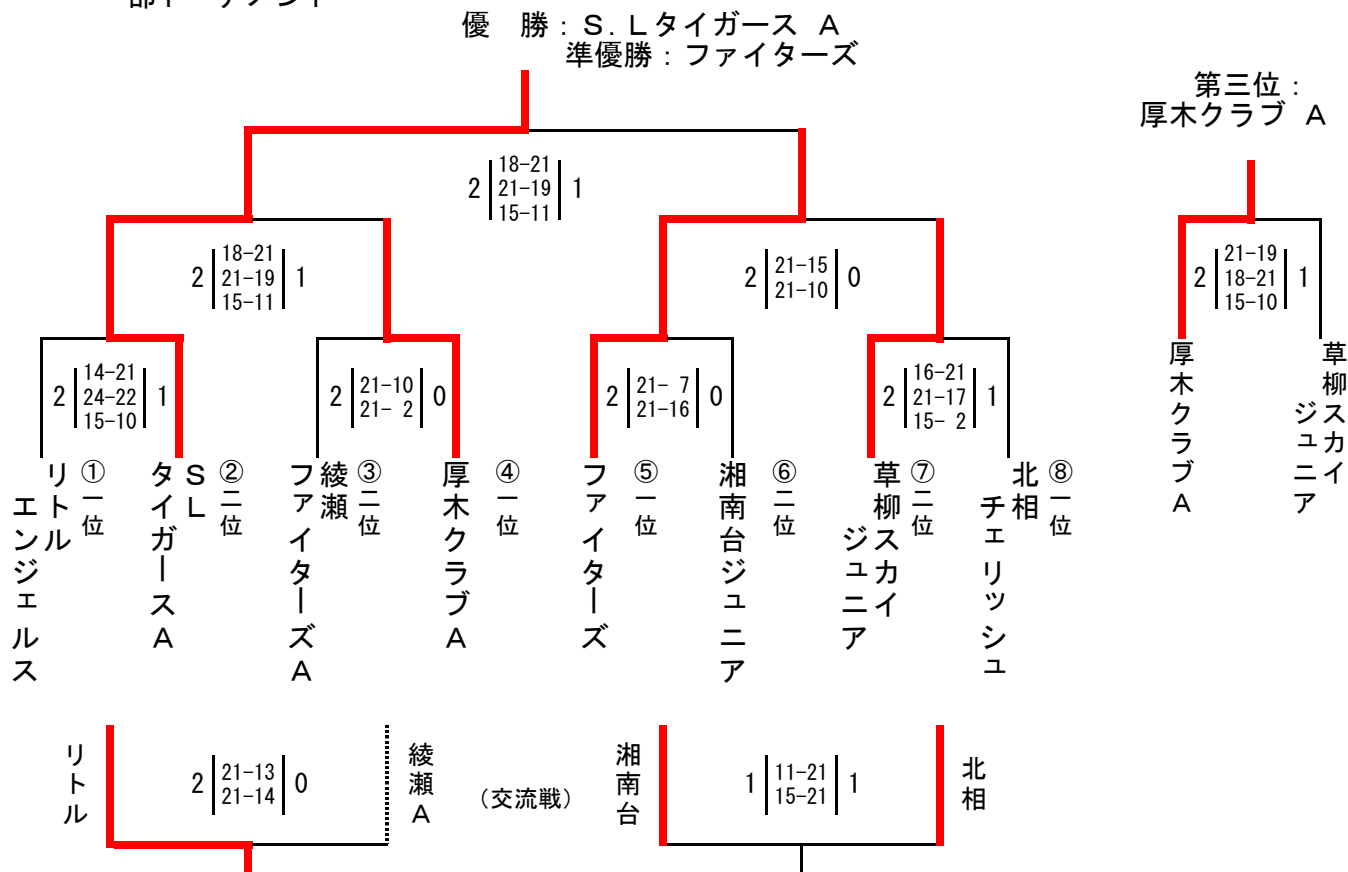 部トーナメント
優　勝：Ｓ.Ｌタイガース Ａ
準優勝：ファイターズ
第三位：
厚木クラブ Ａ
2 18-21 1
21-19
15-11
2 18-21 1
21-19
15-11
2 21-15 0
21-10
2 21-19 1
18-21
15-10
厚木クラブＡ
草柳スカイ
ジュニア
2 14-21 1
24-22
15-10
2 21-10 0
21- 2
2 21- 7 0
21-16
2 16-21 1
21-17
15- 2
①一位
リトル
エンジェルス
②二位
ＳＬ
タイガースＡ
③二位
綾瀬
ファイターズＡ
④一位
厚木クラブＡ
⑤一位
ファイターズ
⑥二位
湘南台ジュニア
⑦二位
草柳スカイ
ジュニア
⑧一位
北相
チェリッシュ
リトル
2 21-13 0
21-14
綾瀬Ａ
（交流戦）
湘南台
1 11-21 1
15-21
北相